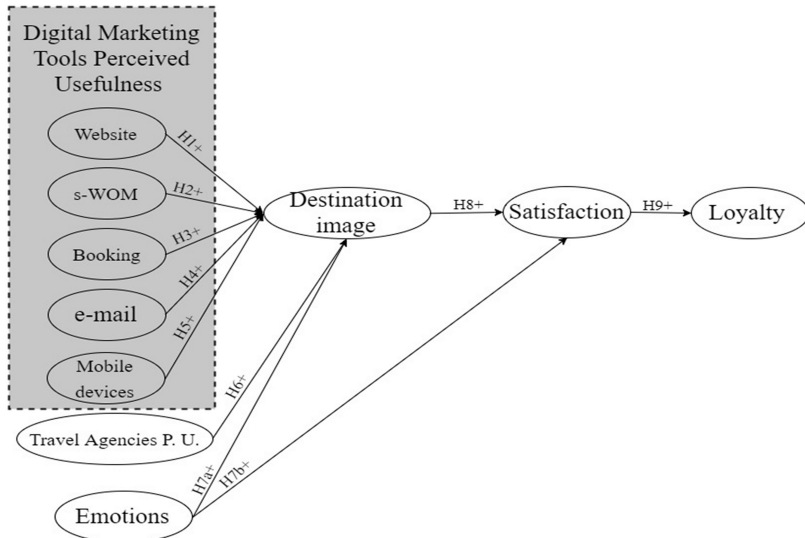 Digital Marketing
Tools Perceived
Usefulness
Website
H1+
s-WOM
H2+
Booking
H3+
e-mail
H4+
Mobile
devices
H5+
Destination
image
H8+
Satisfaction
H9+
Loyalty
Travel Agencies P. U.
H6+
Emotions
H7a+
H7b+